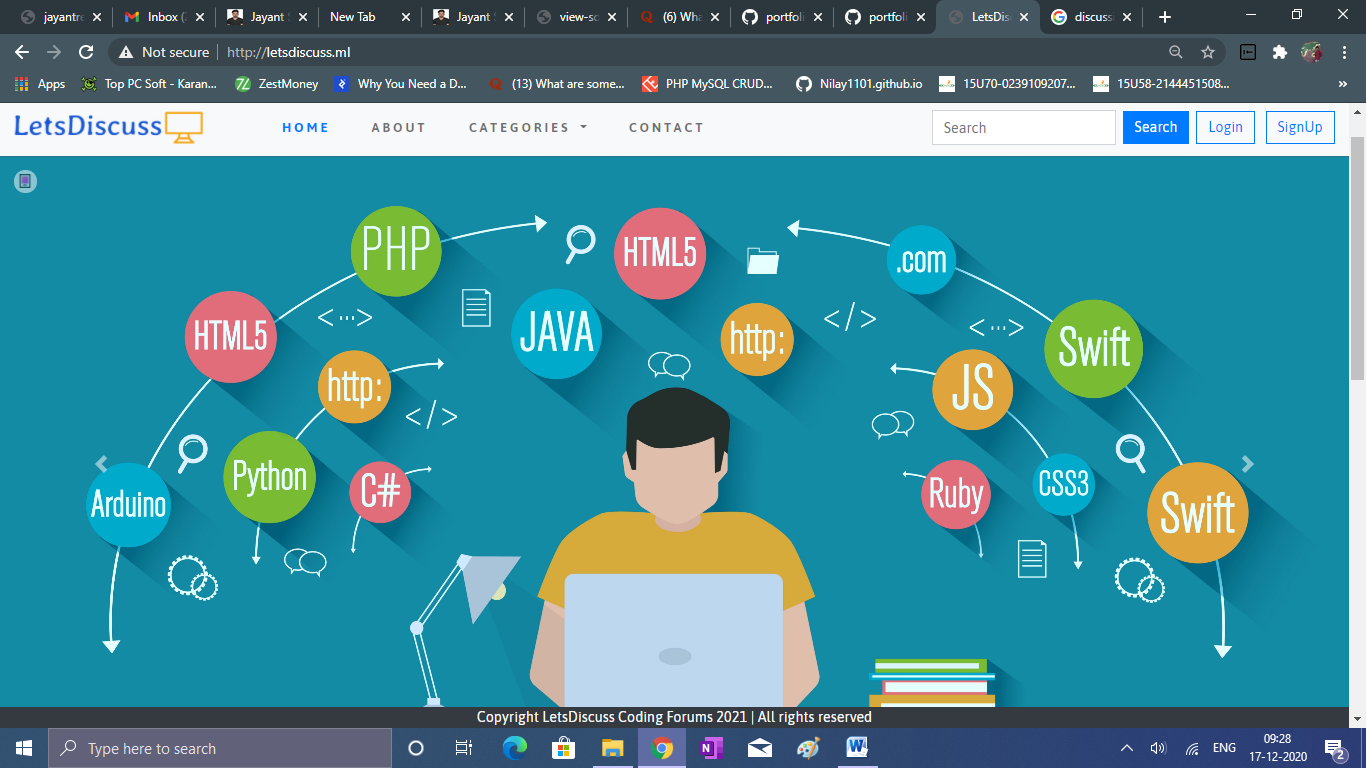 jayantre
Inbox (
Jayant
New Tab
Jayant
view-so
(6) Wha
portfoli
portfoli
LetsDis
discuss
Not secure http://letsdiscuss.ml
Apps Top PC Soft - Karan... ZestMoney Why You Need a D... (13) What are some... PHP MySQL CRUD... Nilay1101.github.io 15U70-0239109207... 15U58-2144451508... »
LetsDiscuss HOME ABOUT CATEGORIES CONTACT Search Search Login SignUp
PHP
HTML5
.com
HTML5
< ... >
JAVA
http:
</>
< ... >
Swift
http:
</>
JS
Arduino
Python
C#
Ruby
CSS3
Swift
Copyright LetsDiscuss Coding Forums 2021 | All rights reserved
Type here to search
ENG
09:28
17-12-2020
2